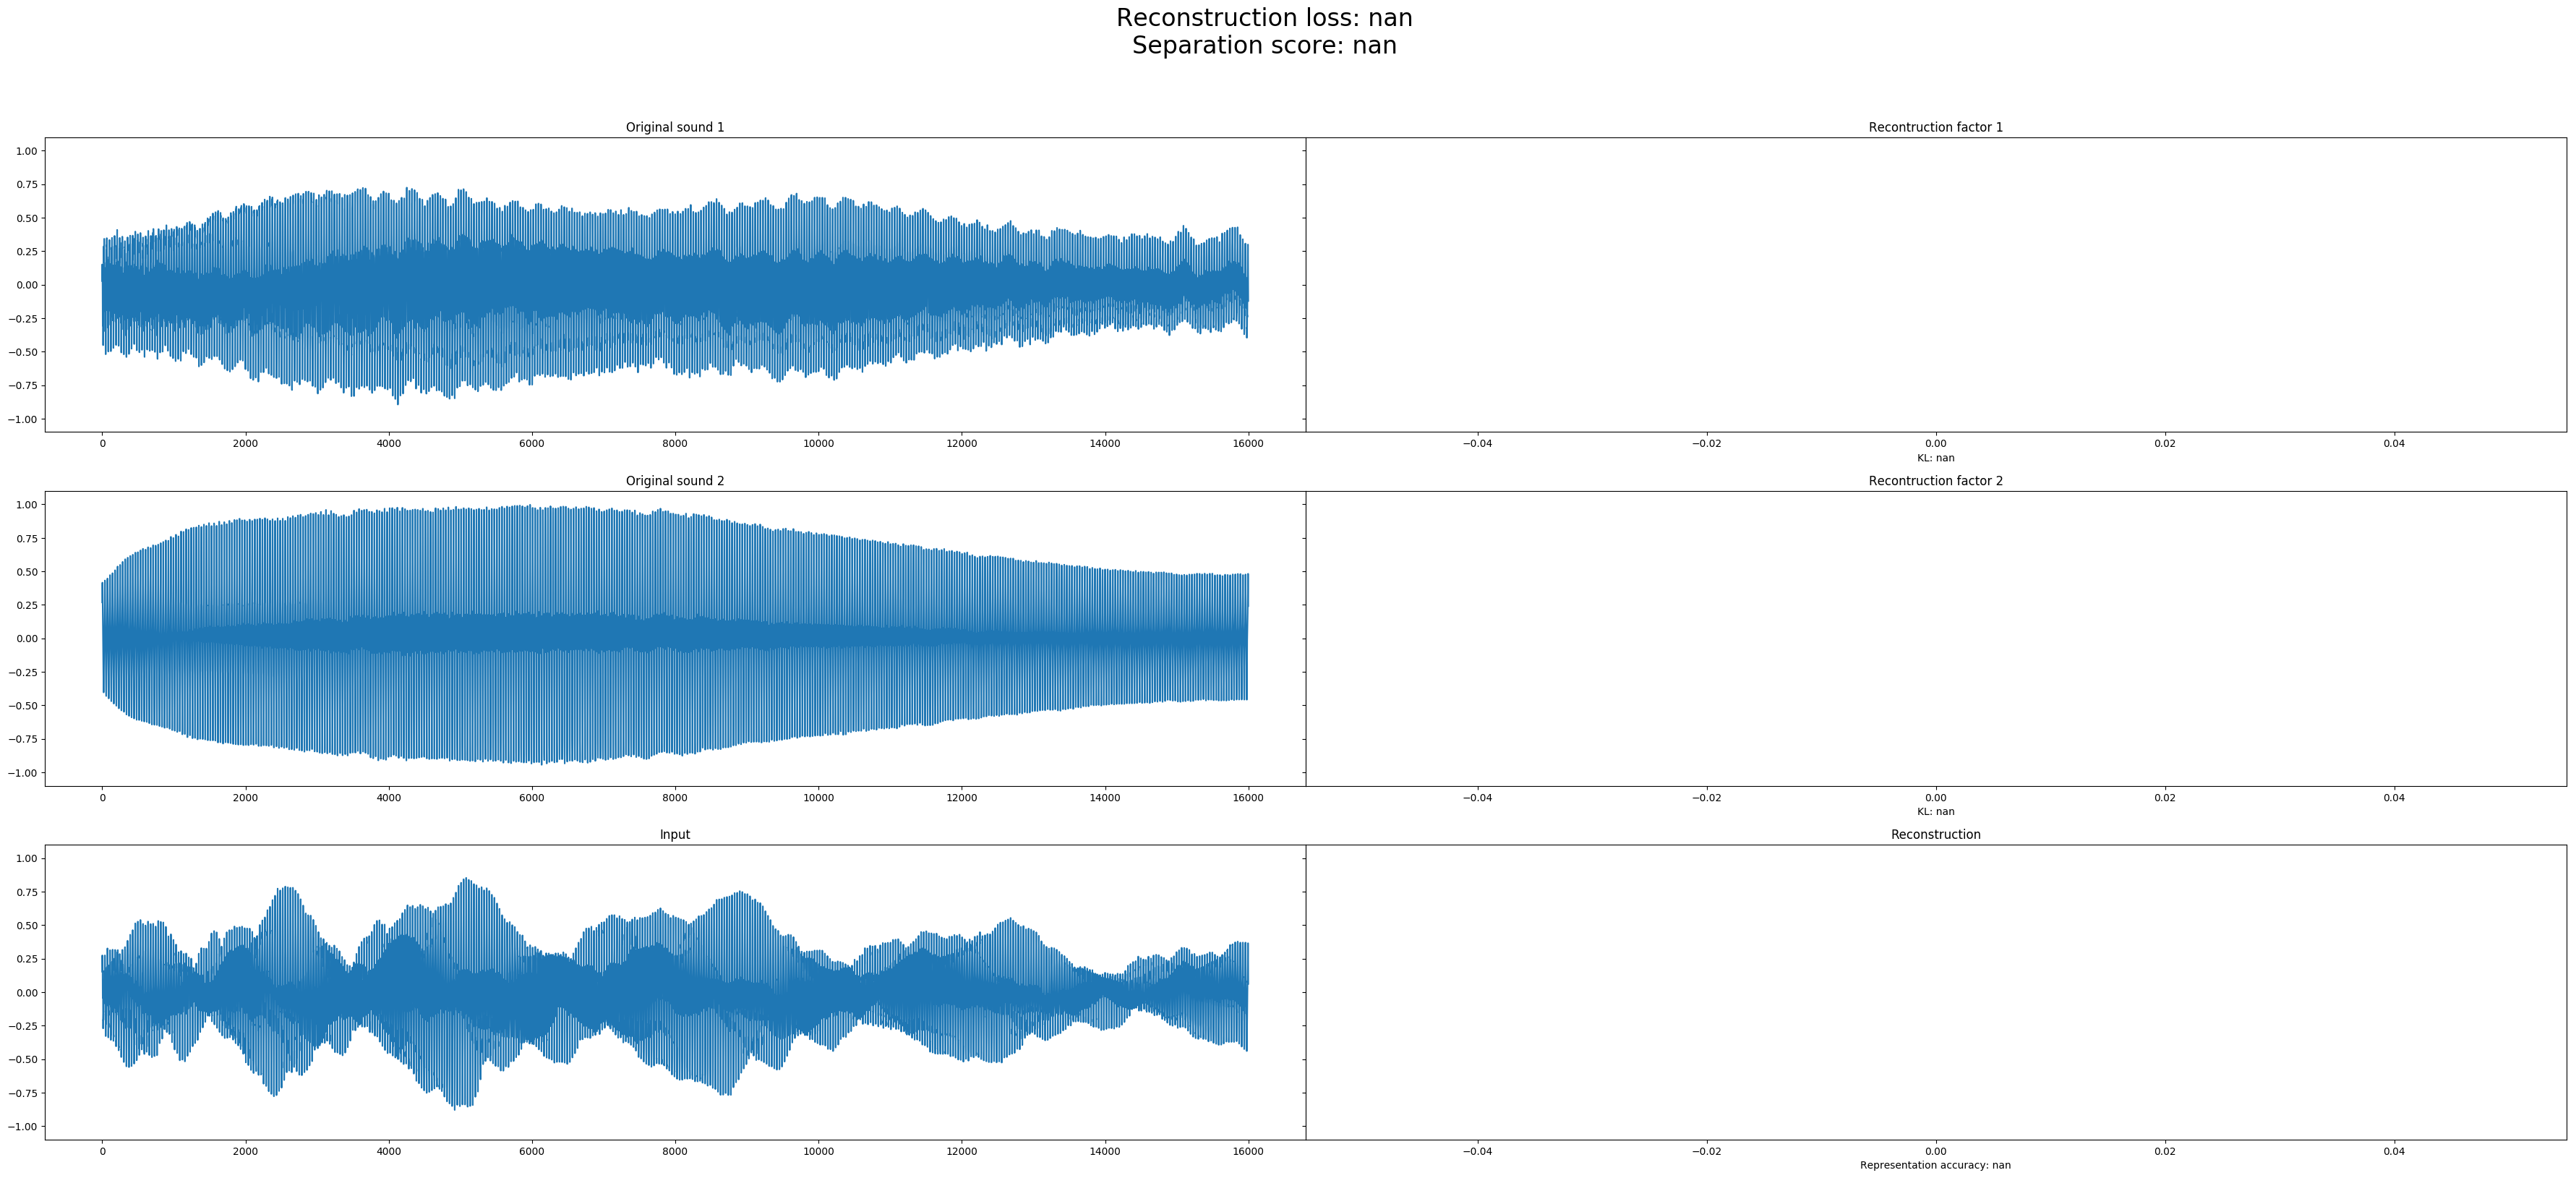 Reconstruction loss: nan
Separation score: nan
Original sound 1
Recontruction factor 1
1.00
0.75
0.50
0.25
0.00
−0.25
−0.50
−0.75
−1.00
0 2000 4000 6000 8000 10000 12000 14000 16000
−0.04 −0.02 0.00 0.02 0.04
KL: nan
Original sound 2
Recontruction factor 2
1.00
0.75
0.50
0.25
0.00
−0.25
−0.50
−0.75
−1.00
0 2000 4000 6000 8000 10000 12000 14000 16000
−0.04 −0.02 0.00 0.02 0.04
KL: nan
Input
Reconstruction
1.00
0.75
0.50
0.25
0.00
−0.25
−0.50
−0.75
−1.00
0 2000 4000 6000 8000 10000 12000 14000 16000
−0.04 −0.02 0.00 0.02 0.04
Representation accuracy: nan